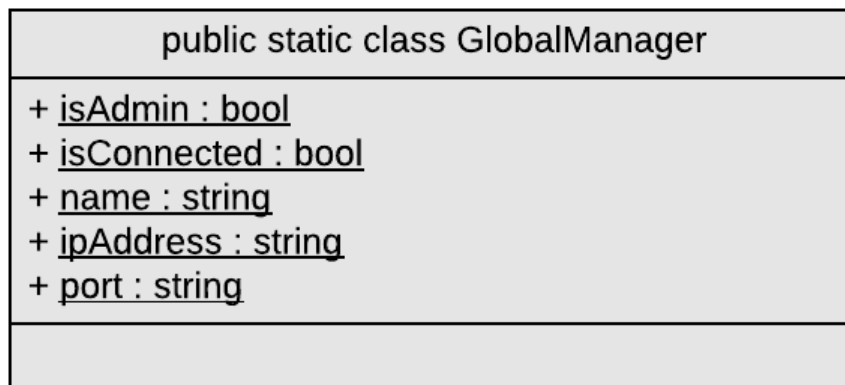 public static class GlobalManager
+ isAdmin : bool
+ isConnected : bool
+ name : string
+ ipAddress : string
+ port : string